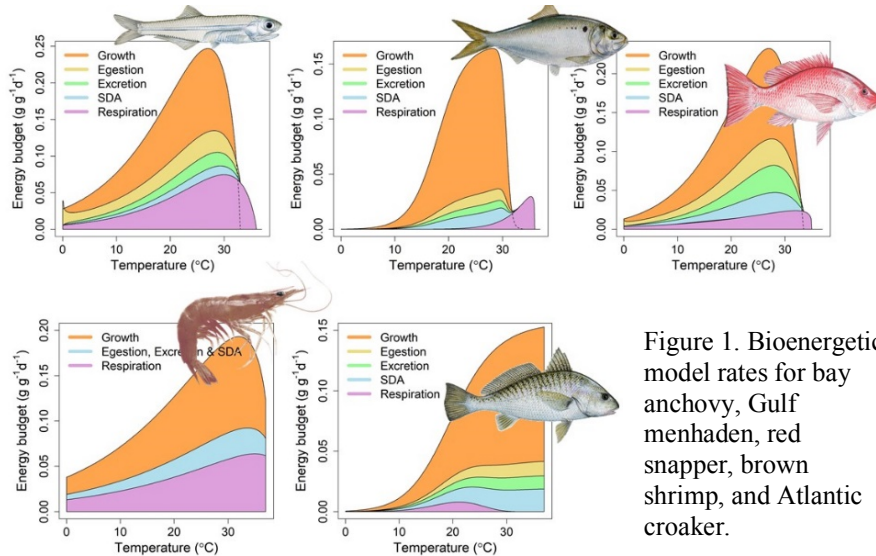 0.25
0.20
0.15
0.10
0.05
0.00
Energy budget (g g⁻¹d⁻¹)
Growth
Egestion
Excretion
SDA
Respiration
0
10
20
30
Temperature (°C)
0.15
0.10
0.05
0.00
Energy budget (g g⁻¹d⁻¹)
Growth
Egestion
Excretion
SDA
Respiration
0
10
20
30
Temperature (°C)
0.20
0.15
0.10
0.05
0.00
Energy budget (g g⁻¹d⁻¹)
Growth
Egestion
Excretion
SDA
Respiration
0
10
20
30
Temperature (°C)
0.20
0.15
0.10
0.05
0.00
Energy budget (g g⁻¹d⁻¹)
Growth
Egestion, Excretion & SDA
Respiration
0
10
20
30
Temperature (°C)
0.15
0.10
0.05
0.00
Energy budget (g g⁻¹d⁻¹)
Growth
Egestion
Excretion
SDA
Respiration
0
10
20
30
Temperature (°C)
Figure 1. Bioenergetic
model rates for bay
anchovy, Gulf
menhaden, red
snapper, brown
shrimp, and Atlantic
croaker.